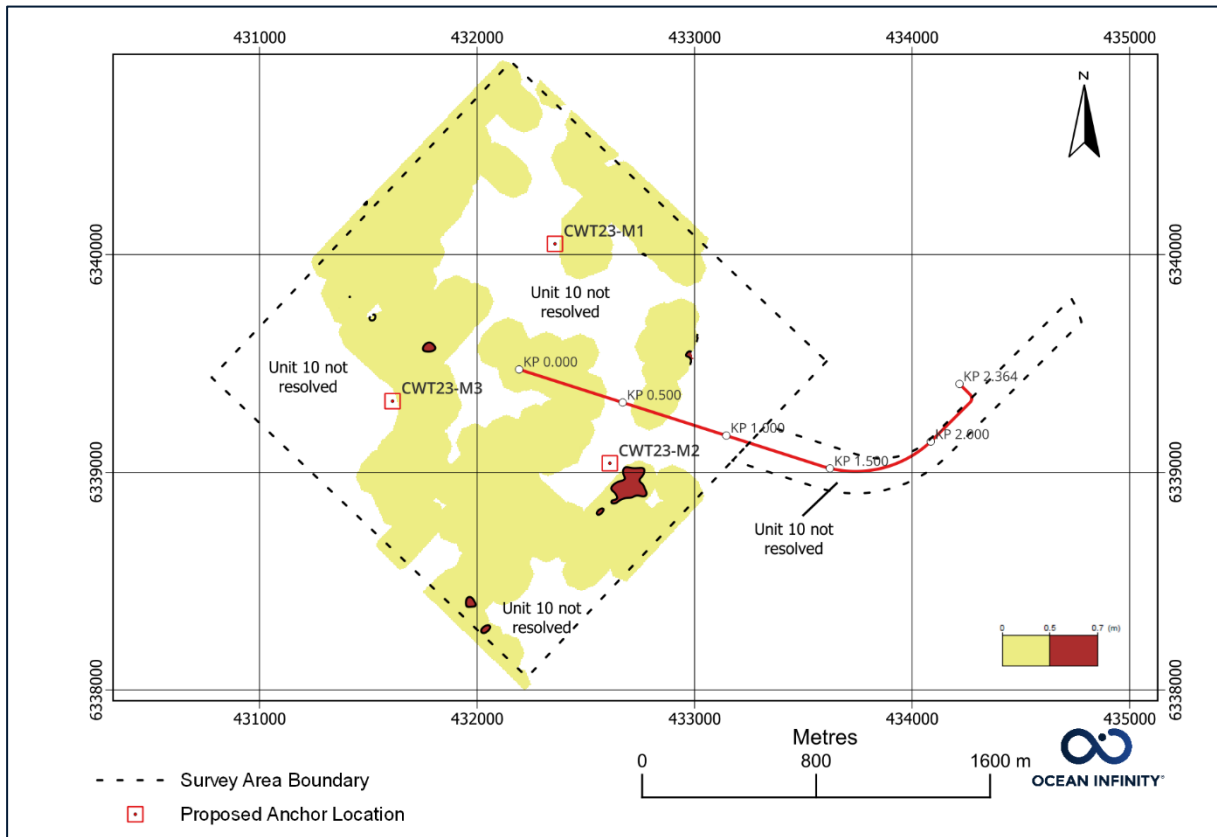 431000 432000 433000 434000 435000
N
CWT23-M1
6340000 6340000
Unit 10 not
resolved
Unit 10 not
resolved
KP 0.000
KP 2.364
CWT23-M3
KP 0.500
KP 1.000
KP 2.000
CWT23-M2
KP 1.500
6339000 6339000
Unit 10 not
resolved
Unit 10 not
resolved
0 0.5 0.7 (m)
6338000 6338000
431000 432000 433000 434000 435000
Metres
0 800 1600 m
OCEAN INFINITY®
Survey Area Boundary
Proposed Anchor Location